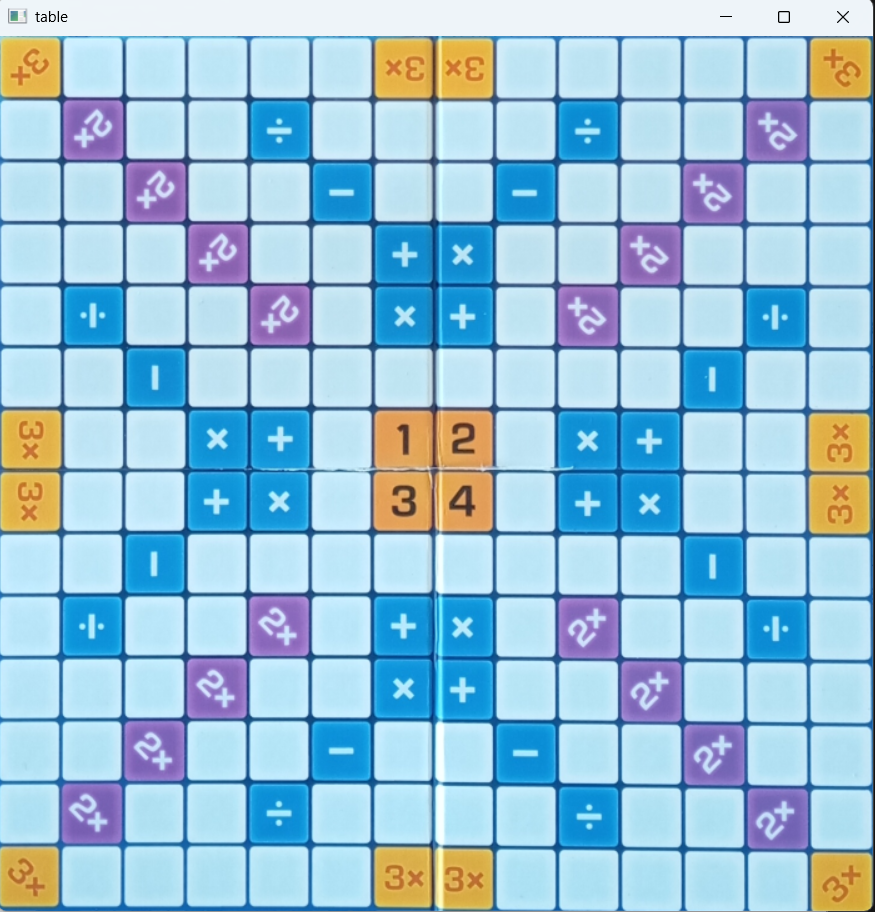 table
3× 3× 3× 3×
2× ÷ ÷ 2×
2× − − 2×
2× + × 2×
÷ 2× × + 2× ÷
− −
3× × + 1 2 × + 3×
3× + × 3 4 + × 3×
− −
÷ 2× + × 2× ÷
2× × + 2×
2× − − 2×
2× ÷ ÷ 2×
3× 3× 3× 3×